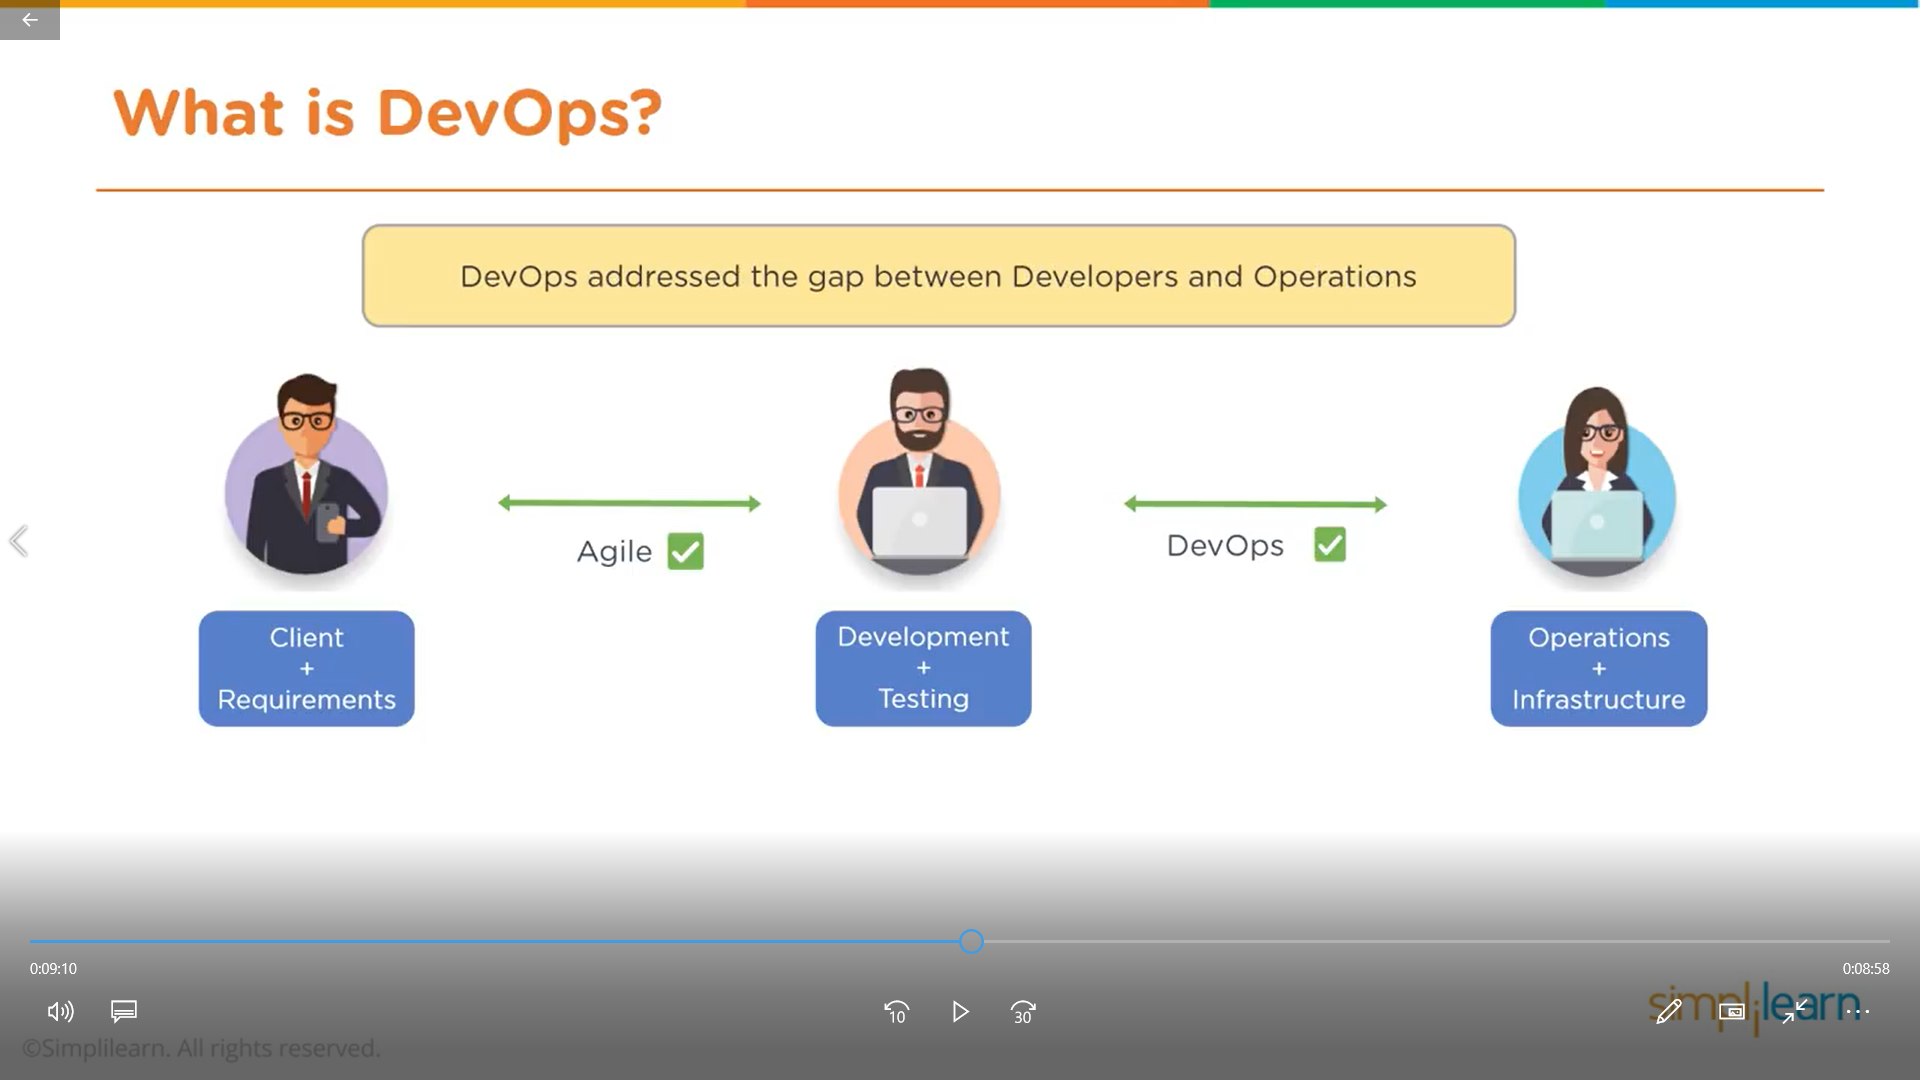 What is DevOps?
DevOps addressed the gap between Developers and Operations
Agile
DevOps
Client
+
Requirements
Development
+
Testing
Operations
+
Infrastructure
0:09:10
0:08:58
10
30
simplilearn
©Simplilearn. All rights reserved.